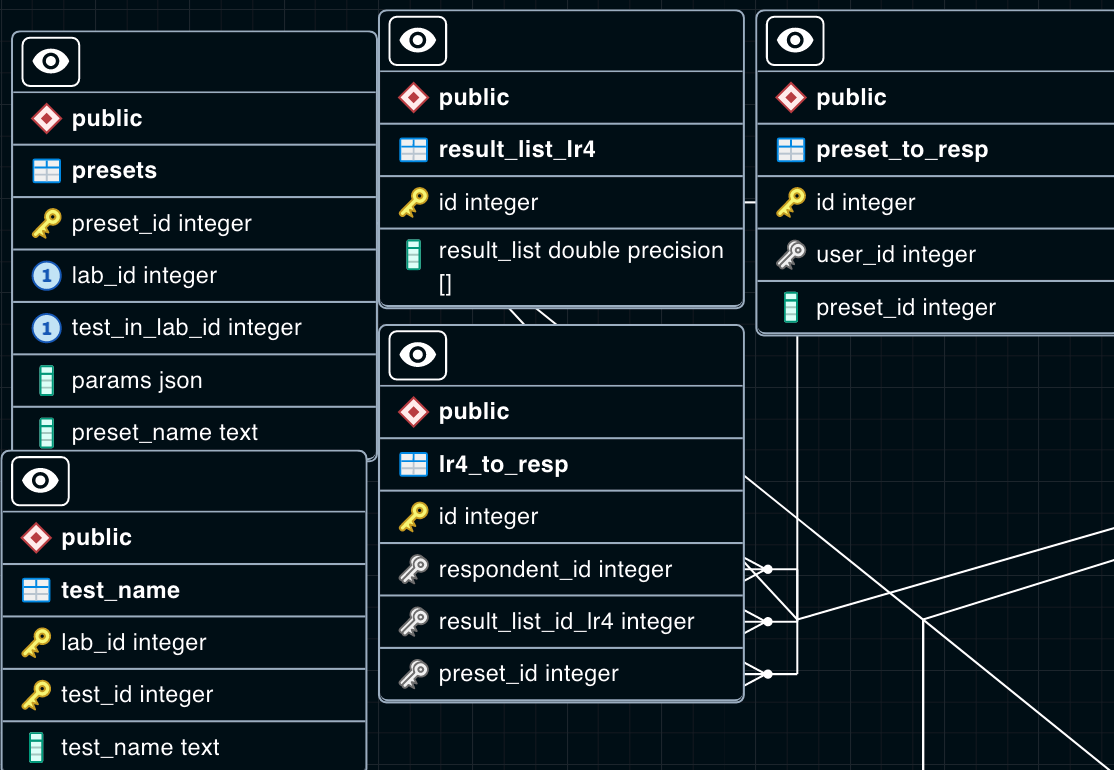 public
presets
preset_id integer
1 lab_id integer
1 test_in_lab_id integer
params json
preset_name text
public
test_name
lab_id integer
test_id integer
test_name text
public
result_list_lr4
id integer
result_list double precision
[]
public
lr4_to_resp
id integer
respondent_id integer
result_list_id_lr4 integer
preset_id integer
public
preset_to_resp
id integer
user_id integer
preset_id integer